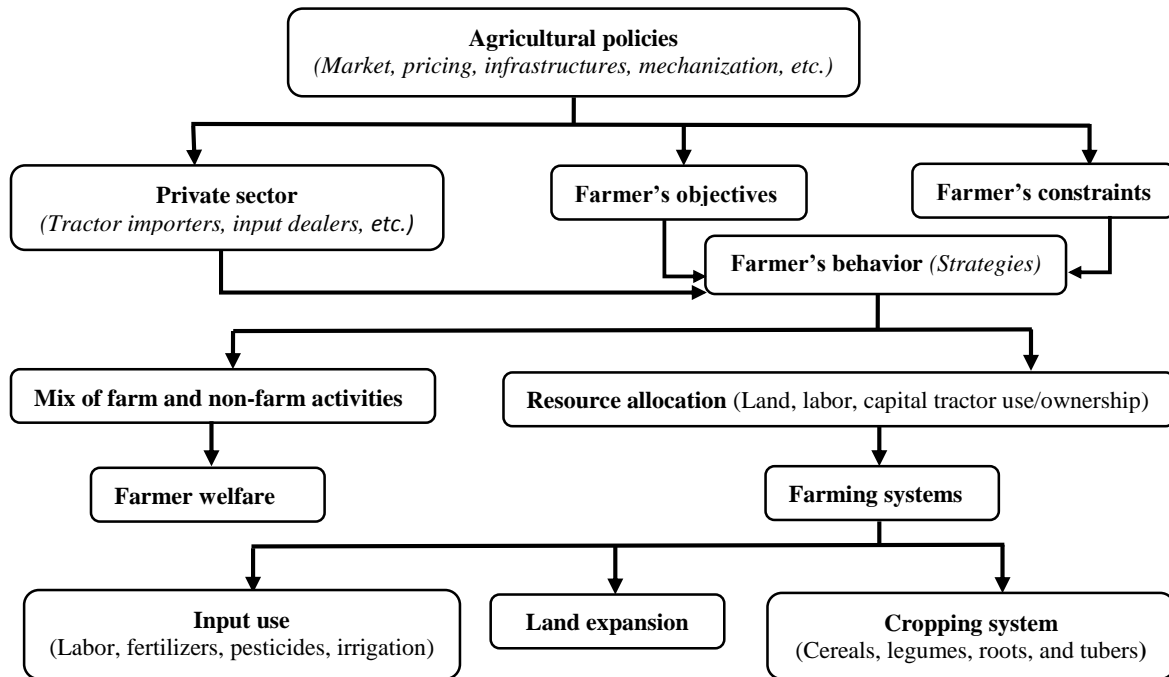 Agricultural policies
(Market, pricing, infrastructures, mechanization, etc.)
Private sector
(Tractor importers, input dealers, etc.)
Farmer’s objectives
Farmer’s constraints
Farmer’s behavior (Strategies)
Mix of farm and non-farm activities
Resource allocation (Land, labor, capital tractor use/ownership)
Farmer welfare
Farming systems
Input use
(Labor, fertilizers, pesticides, irrigation)
Land expansion
Cropping system
(Cereals, legumes, roots, and tubers)